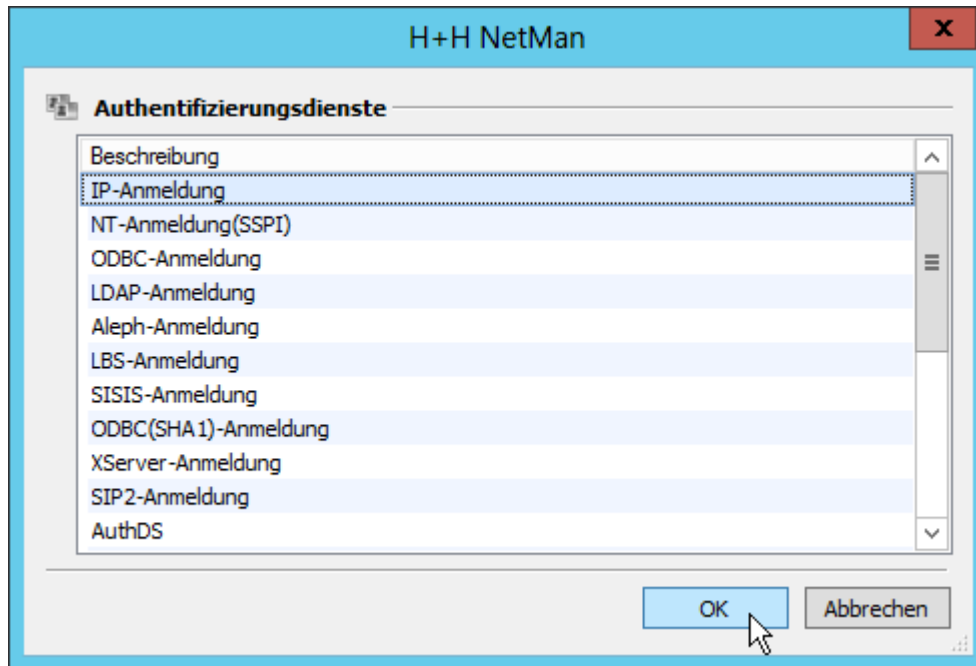 H+H NetMan
x
Authentifizierungsdienste
Beschreibung
IP-Anmeldung
NT-Anmeldung(SSPI)
ODBC-Anmeldung
LDAP-Anmeldung
Aleph-Anmeldung
LBS-Anmeldung
SISIS-Anmeldung
ODBC(SHA1)-Anmeldung
XServer-Anmeldung
SIP2-Anmeldung
AuthDS
OK Abbrechen